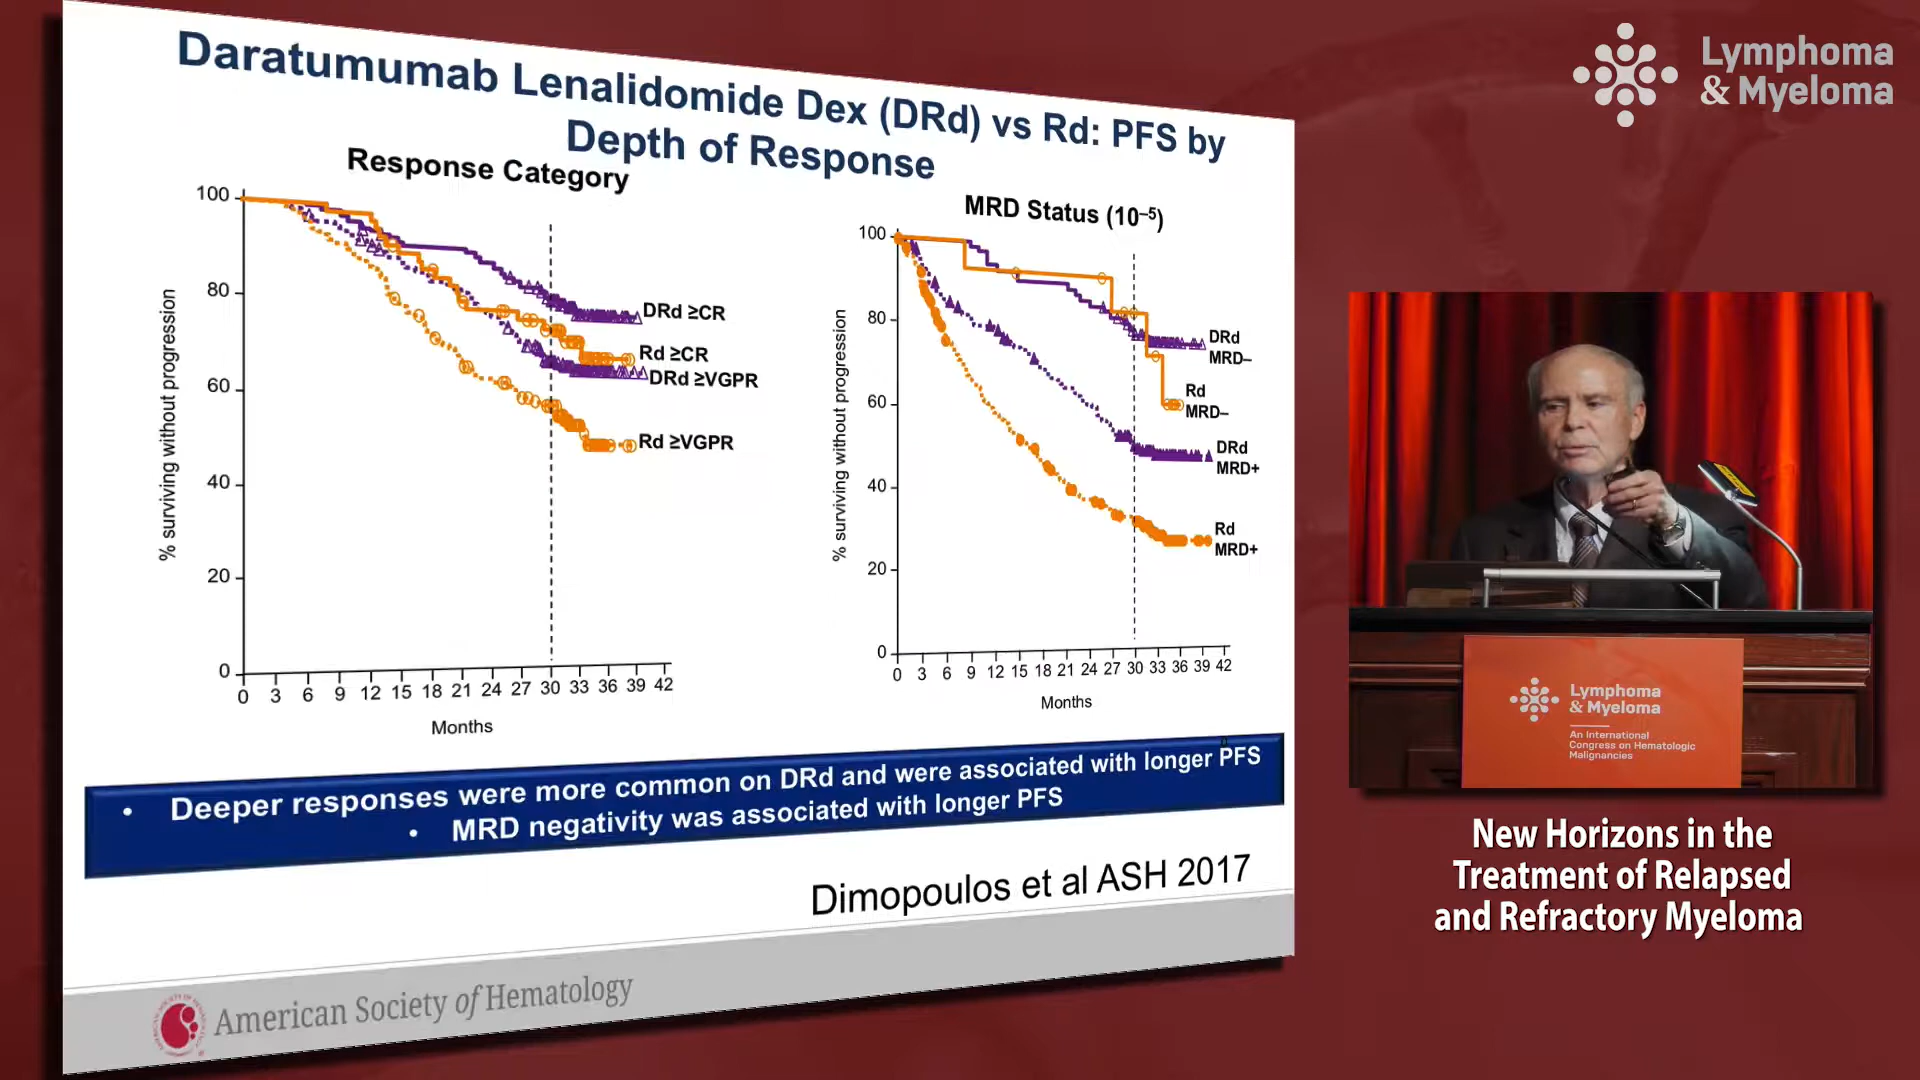 Daratumumab Lenalidomide Dex (DRd) vs Rd: PFS by
Depth of Response
Response Category
% surviving without progression
100
80
60
40
20
0
0 3 6 9 12 15 18 21 24 27 30 33 36 39 42
Months
DRd ≥CR
Rd ≥CR
DRd ≥VGPR
Rd ≥VGPR
MRD Status (10–5)
% surviving without progression
100
80
60
40
20
0
0 3 6 9 12 15 18 21 24 27 30 33 36 39 42
Months
DRd
MRD–
Rd
MRD–
DRd
MRD+
Rd
MRD+
• Deeper responses were more common on DRd and were associated with longer PFS
• MRD negativity was associated with longer PFS
Dimopoulos et al ASH 2017
American Society of Hematology
Lymphoma
& Myeloma
Lymphoma
& Myeloma
An International
Congress on Hematologic
Malignancies
New Horizons in the
Treatment of Relapsed
and Refractory Myeloma